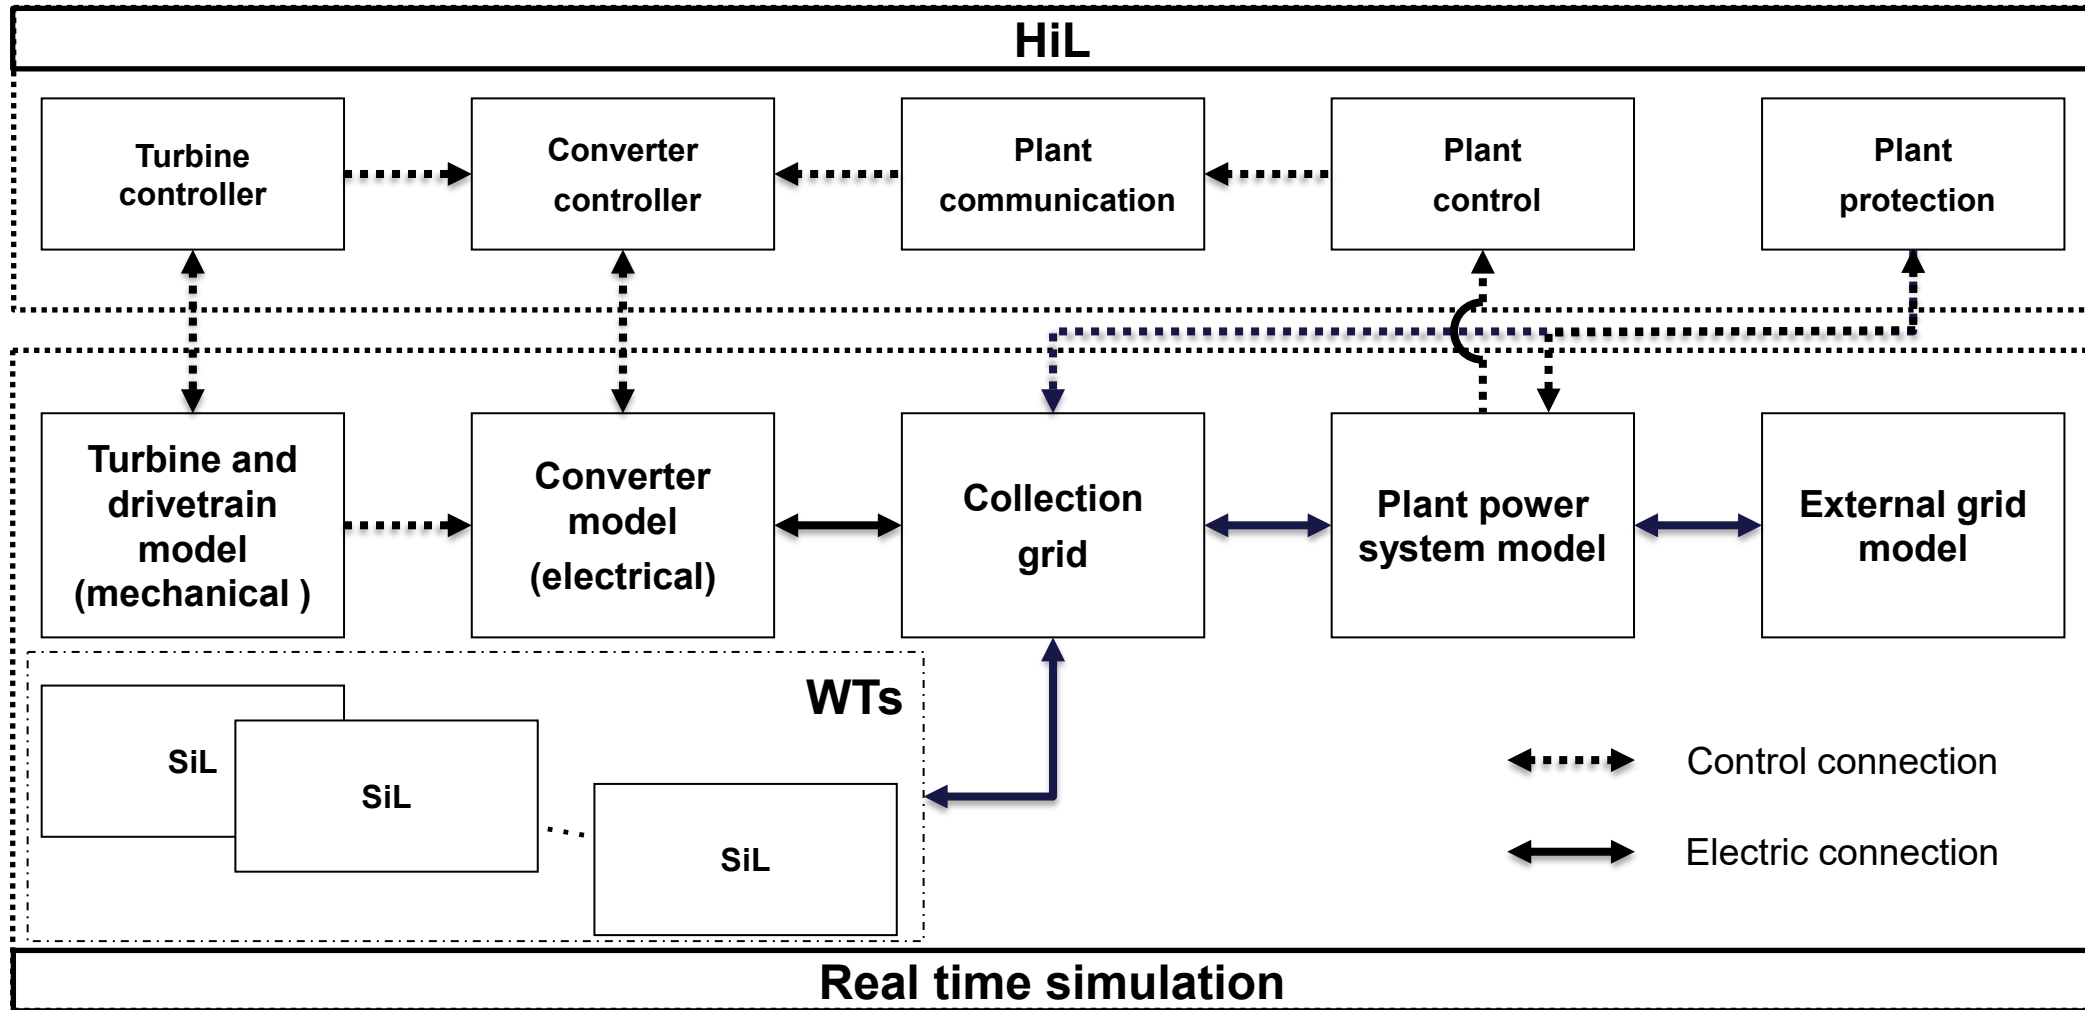 HiL
Turbine
controller
Converter
controller
Plant
communication
Plant
control
Plant
protection
Turbine and
drivetrain
model
(mechanical )
Converter
model
(electrical)
Collection
grid
Plant power
system model
External grid
model
WTs
SiL
SiL
SiL
Control connection
Electric connection
Real time simulation